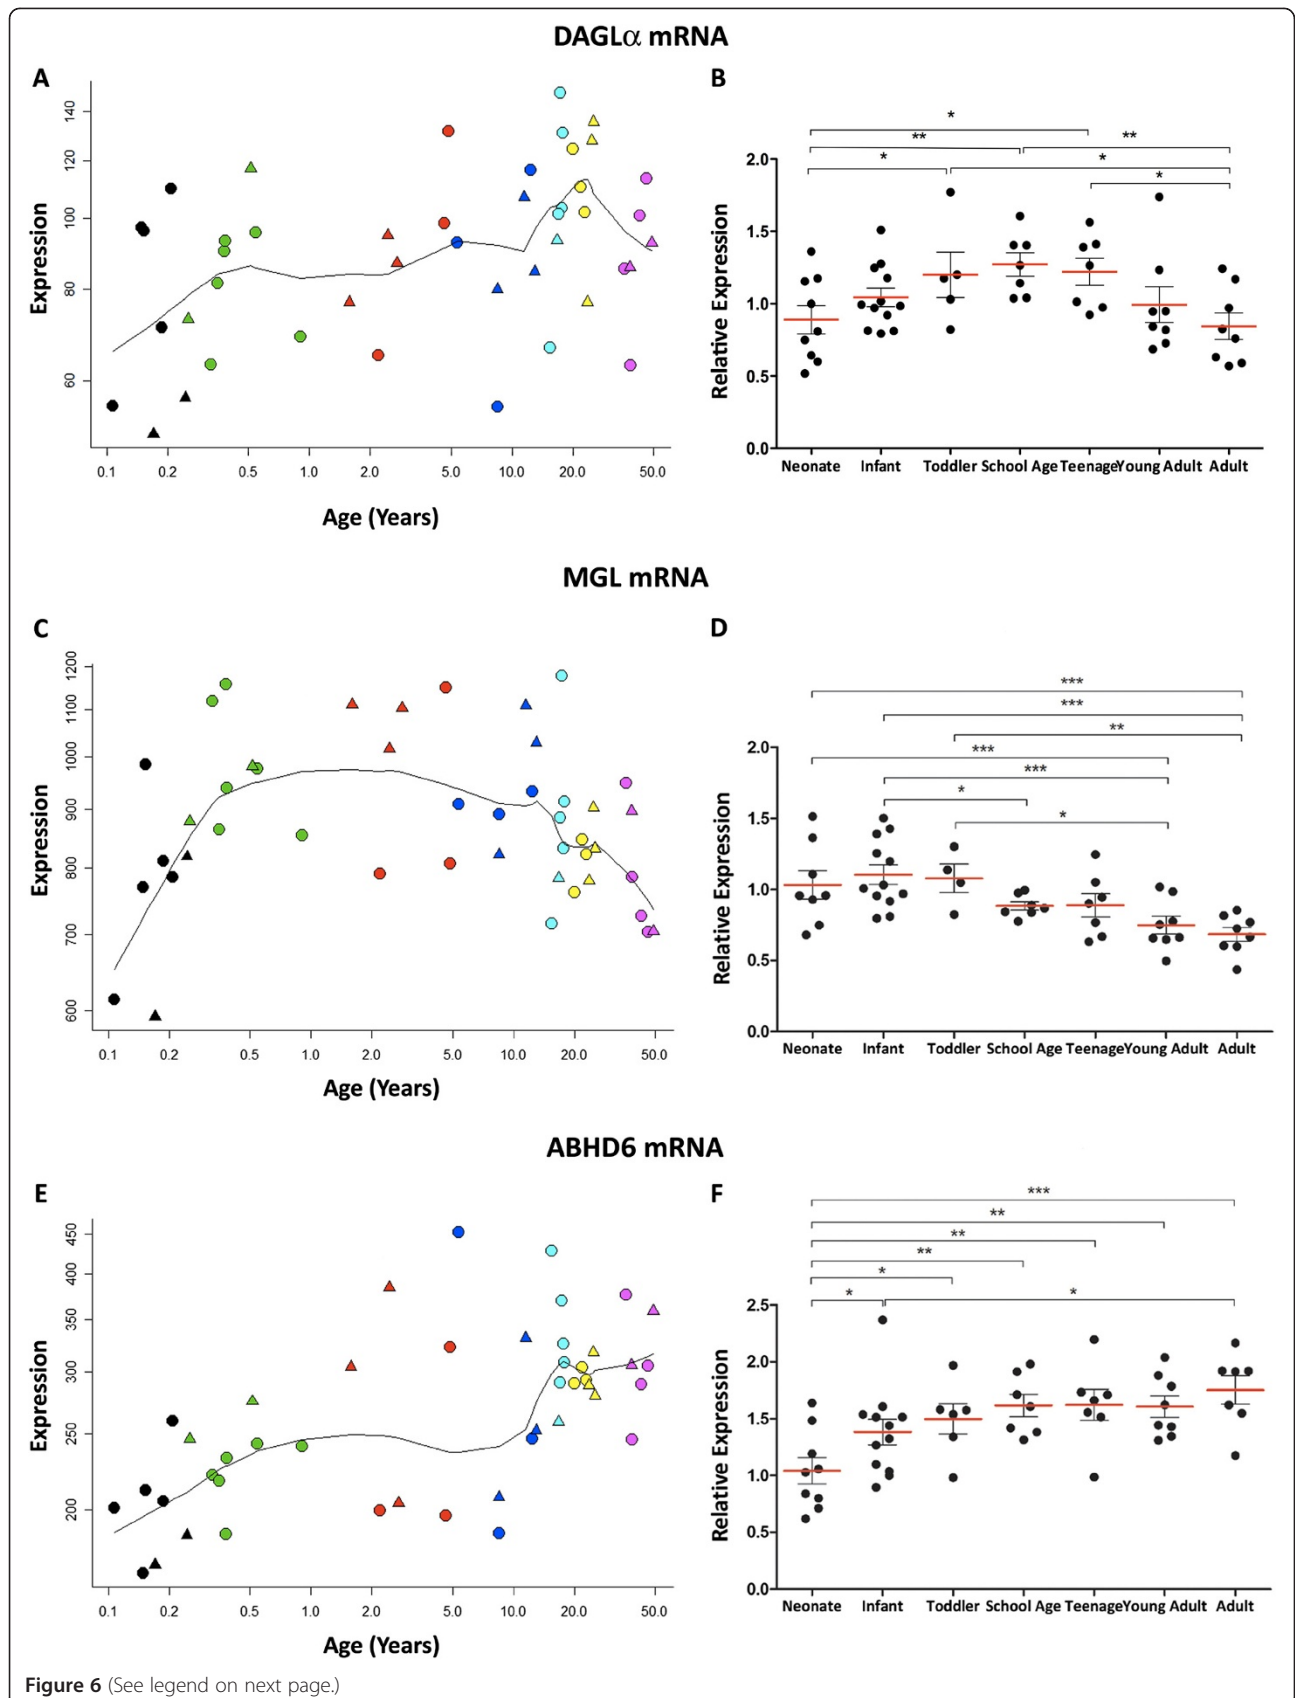 DAGLα mRNA
A
B
Expression
140
120
100
80
60
0.1 0.2 0.5 1.0 2.0 5.0 10.0 20.0 50.0
Age (Years)
*
** **
* *
*
Relative Expression
2.0
1.5
1.0
0.5
0.0
Neonate Infant Toddler School Age Teenage Young Adult Adult
MGL mRNA
C
D
Expression
1200
1100
1000
900
800
700
600
0.1 0.2 0.5 1.0 2.0 5.0 10.0 20.0 50.0
Age (Years)
***
***
**
***
***
*
*
Relative Expression
2.0
1.5
1.0
0.5
0.0
Neonate Infant Toddler School Age Teenage Young Adult Adult
ABHD6 mRNA
E
F
Expression
450
400
350
300
250
200
0.1 0.2 0.5 1.0 2.0 5.0 10.0 20.0 50.0
Age (Years)
***
**
**
**
*
* *
Relative Expression
2.5
2.0
1.5
1.0
0.5
0.0
Neonate Infant Toddler School Age Teenage Young Adult Adult
Figure 6 (See legend on next page.)